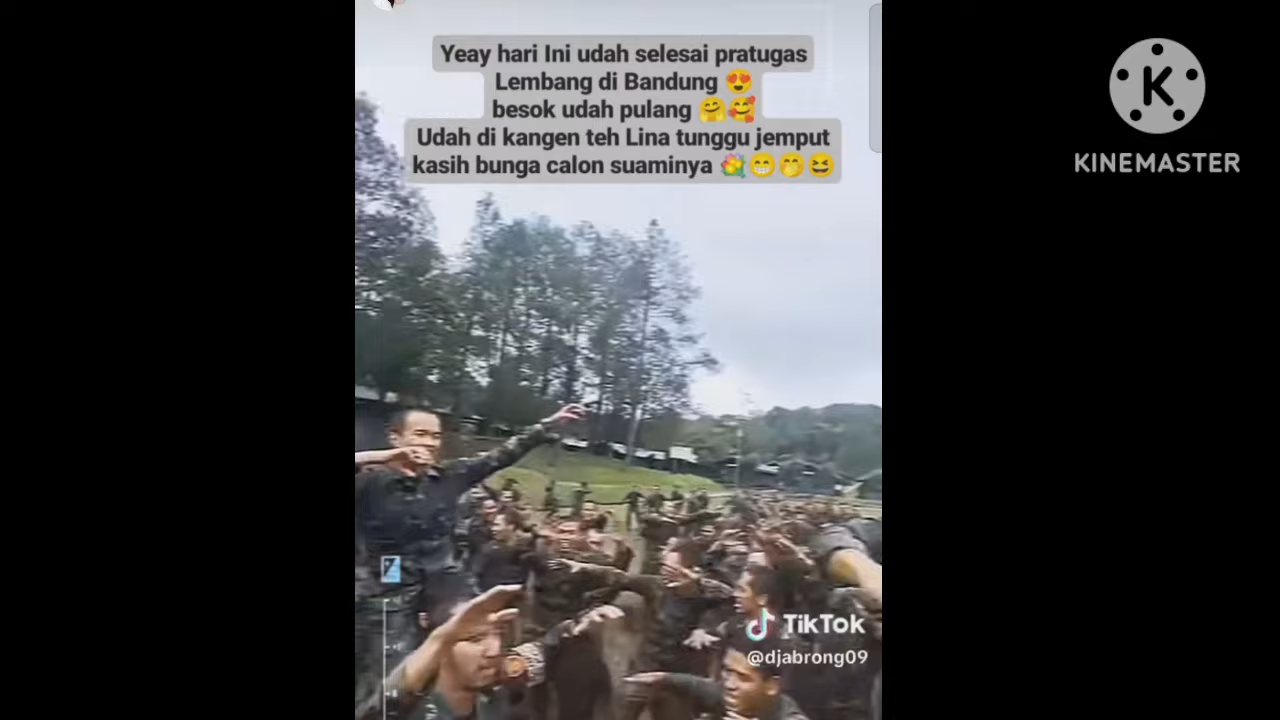 Yeay hari Ini udah selesai pratugas
Lembang di Bandung 😍
besok udah pulang 🤗🥰
Udah di kangen teh Lina tunggu jemput
kasih bunga calon suaminya 💐😁🤭😆
K
KINEMASTER
TikTok
@djabrong09